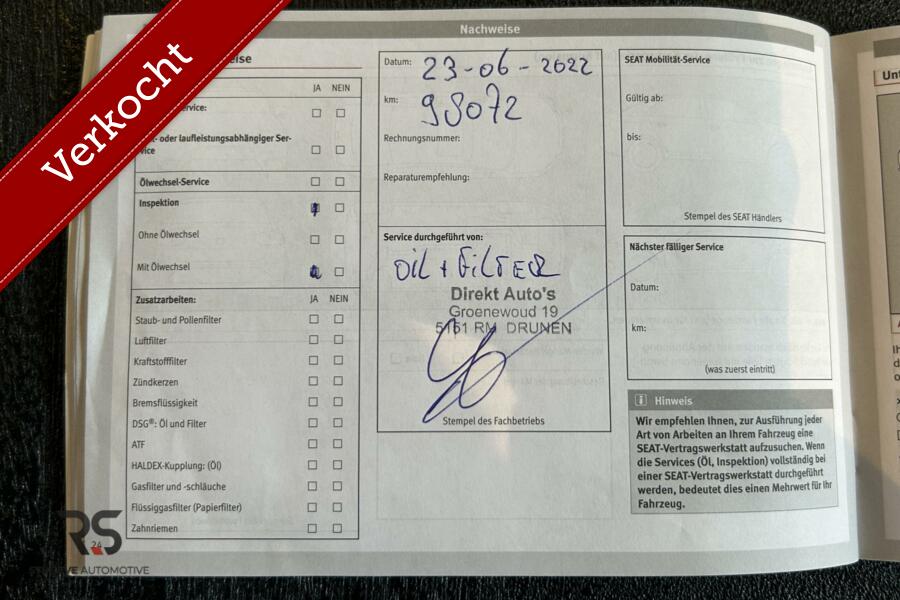 Verkocht
Nachweise
JA NEIN
- oder laufleistungsabhängiger Ser-
vice
Ölwechsel-Service
Inspektion
Ohne Ölwechsel
Mit Ölwechsel
Zusatzarbeiten: JA NEIN
Staub- und Pollenfilter
Luftfilter
Kraftstofffilter
Zündkerzen
Bremsflüssigkeit
DSG®: Öl und Filter
ATF
HALDEX-Kupplung: (Öl)
Gasfilter und -schläuche
Flüssiggasfilter (Papierfilter)
Zahnriemen
Datum: 23-06-2022
km: 98072
Rechnungsnummer:
Reparaturempfehlung:
Service durchgeführt von:
OIL + FILTER
Direkt Auto's
Groenewoud 19
5151 RM DRUNEN
Stempel des Fachbetriebs
SEAT Mobilität-Service
Gültig ab:
bis:
Stempel des SEAT Händlers
Nächster fälliger Service
Datum:
km:
(was zuerst eintritt)
i Hinweis
Wir empfehlen Ihnen, zur Ausführung jeder
Art von Arbeiten an Ihrem Fahrzeug eine
SEAT-Vertragswerkstatt aufzusuchen. Wenn
die Services (Öl, Inspektion) vollständig bei
einer SEAT-Vertragswerkstatt durchgeführt
werden, bedeutet dies einen Mehrwert für Ihr
Fahrzeug.
RS
24
AUTOMOTIVE